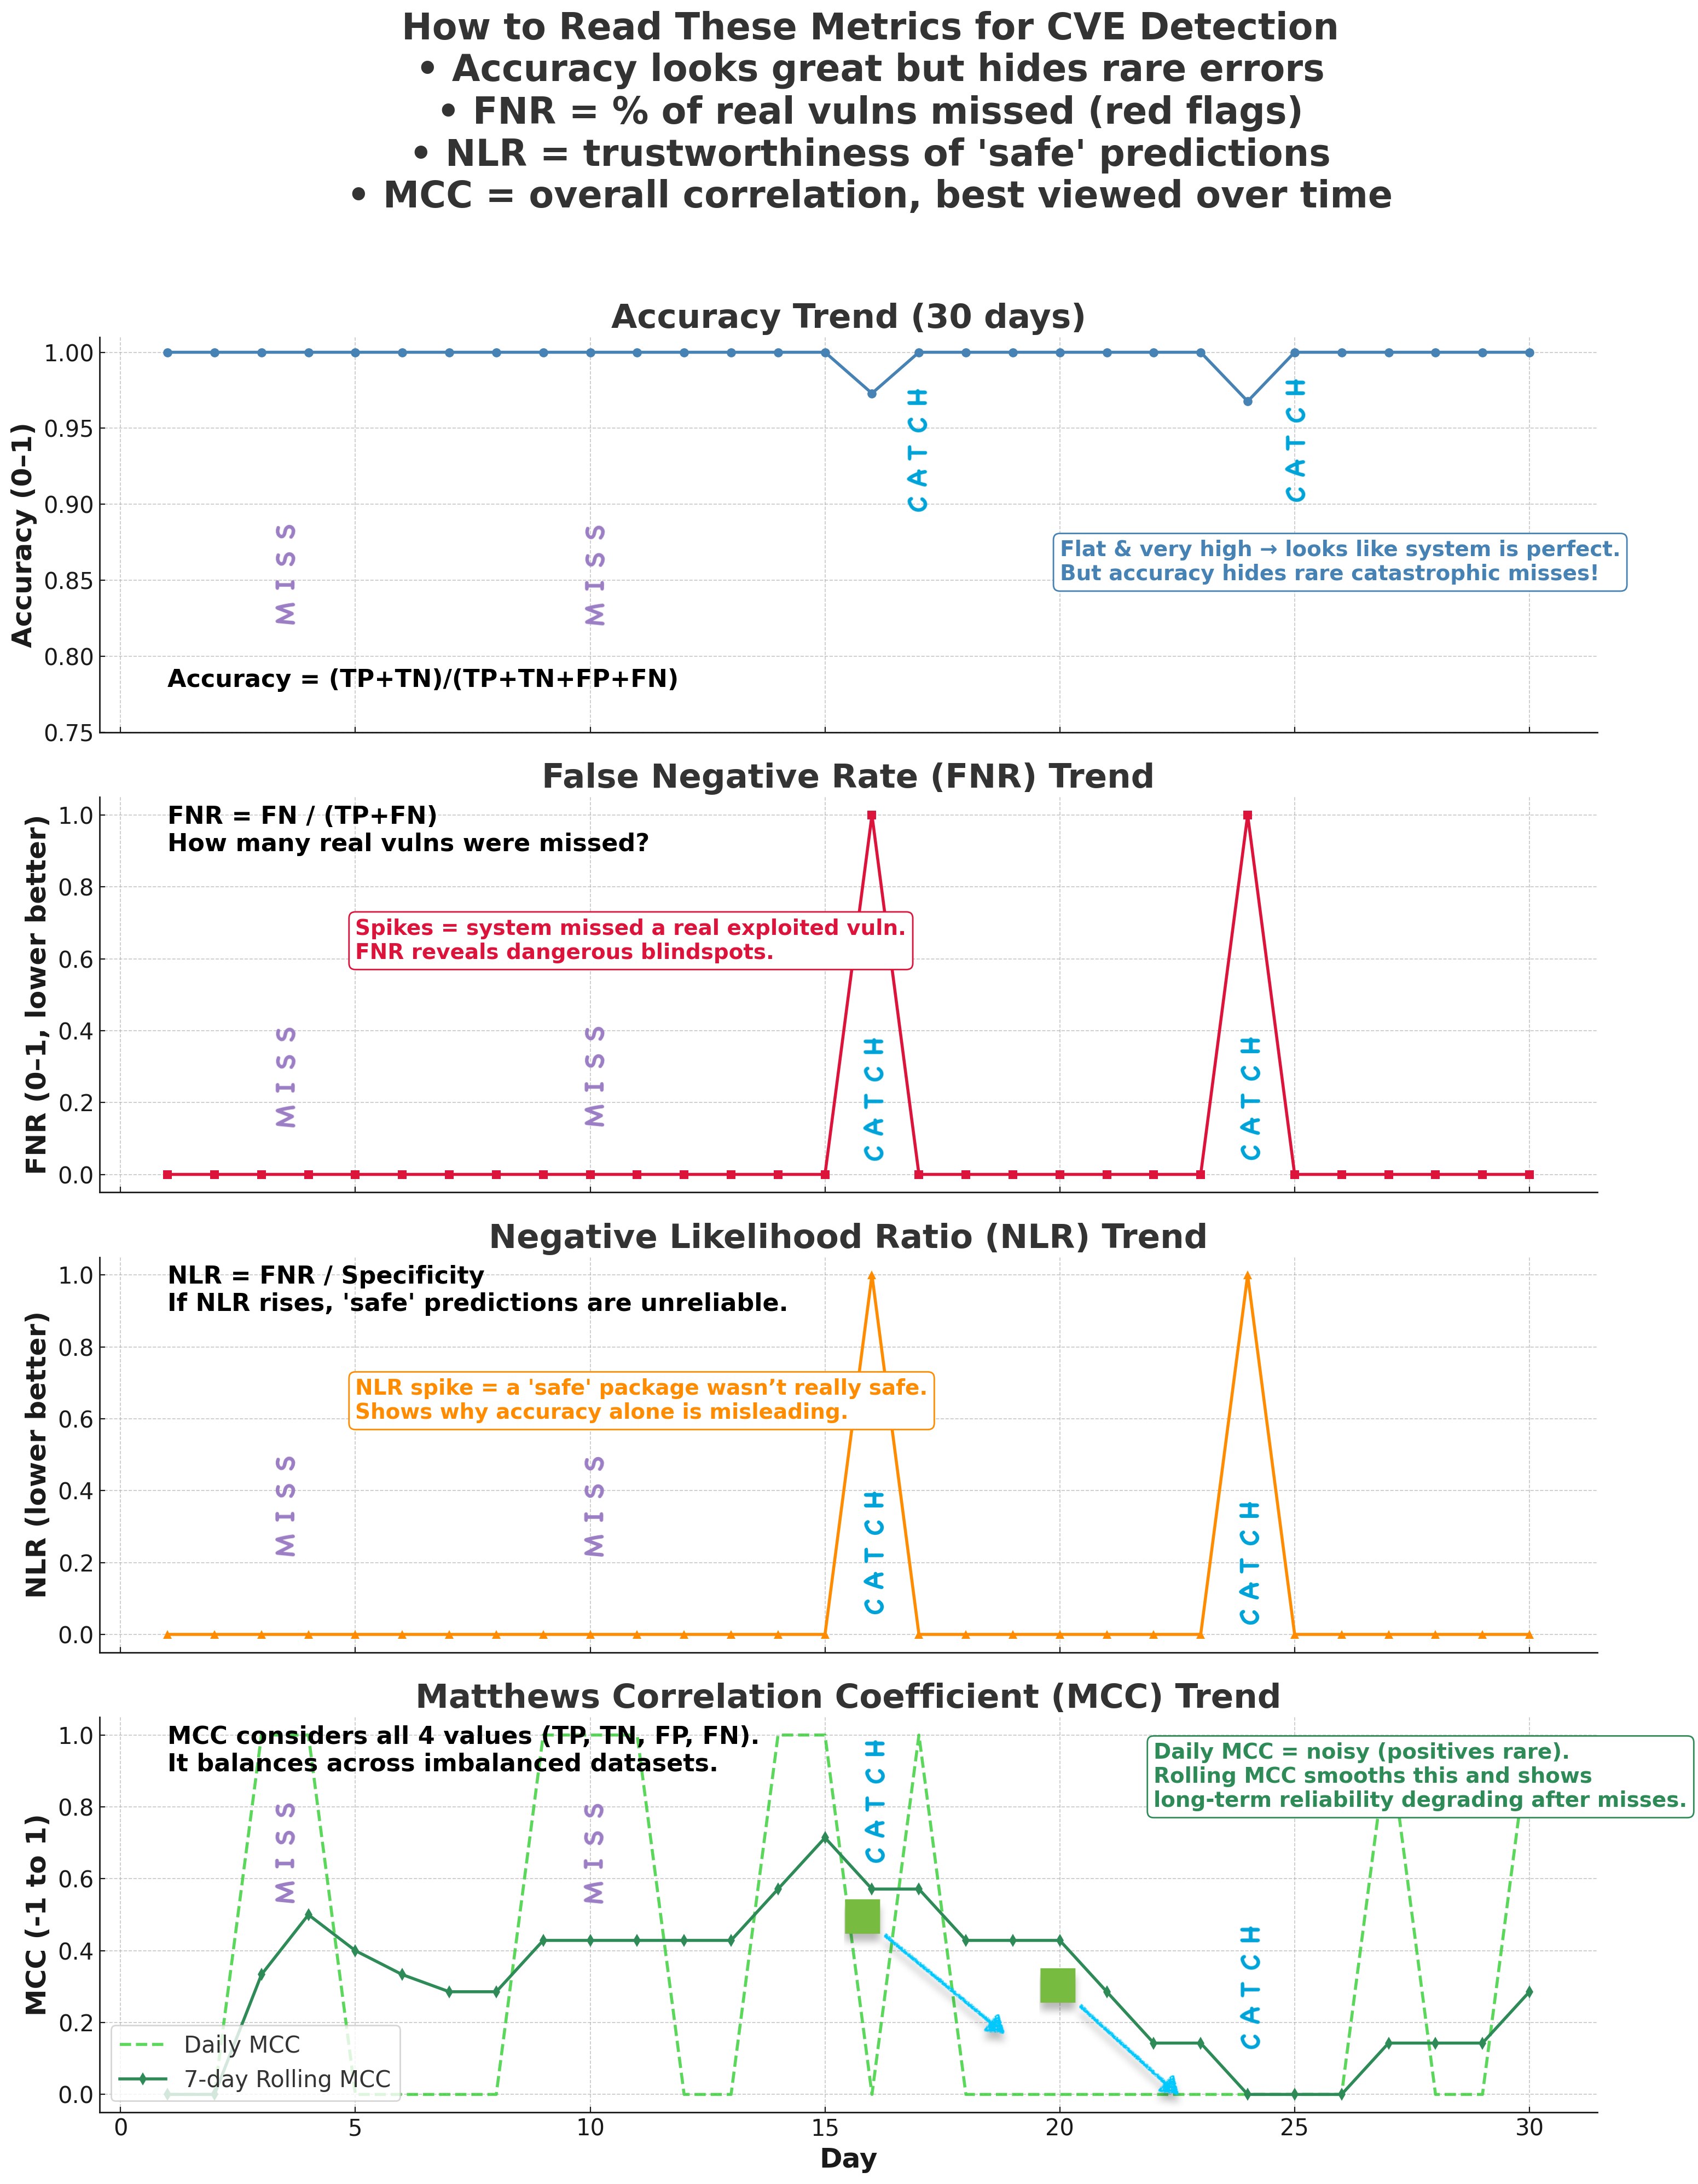 How to Read These Metrics for CVE Detection
• Accuracy looks great but hides rare errors
• FNR = % of real vulns missed (red flags)
• NLR = trustworthiness of 'safe' predictions
• MCC = overall correlation, best viewed over time
Accuracy Trend (30 days)
Accuracy (0–1)
1.00
0.95
0.90
0.85
0.80
0.75
MISS
MISS
CATCH
CATCH
Flat & very high → looks like system is perfect.
But accuracy hides rare catastrophic misses!
Accuracy = (TP+TN)/(TP+TN+FP+FN)
False Negative Rate (FNR) Trend
FNR (0–1, lower better)
1.0
0.8
0.6
0.4
0.2
0.0
FNR = FN / (TP+FN)
How many real vulns were missed?
Spikes = system missed a real exploited vuln.
FNR reveals dangerous blindspots.
MISS
MISS
CATCH
CATCH
Negative Likelihood Ratio (NLR) Trend
NLR (lower better)
1.0
0.8
0.6
0.4
0.2
0.0
NLR = FNR / Specificity
If NLR rises, 'safe' predictions are unreliable.
NLR spike = a 'safe' package wasn’t really safe.
Shows why accuracy alone is misleading.
MISS
MISS
CATCH
CATCH
Matthews Correlation Coefficient (MCC) Trend
MCC (-1 to 1)
1.0
0.8
0.6
0.4
0.2
0.0
MCC considers all 4 values (TP, TN, FP, FN).
It balances across imbalanced datasets.
Daily MCC = noisy (positives rare).
Rolling MCC smooths this and shows
long-term reliability degrading after misses.
MISS
MISS
CATCH
CATCH
Daily MCC
7-day Rolling MCC
0 5 10 15 20 25 30
Day